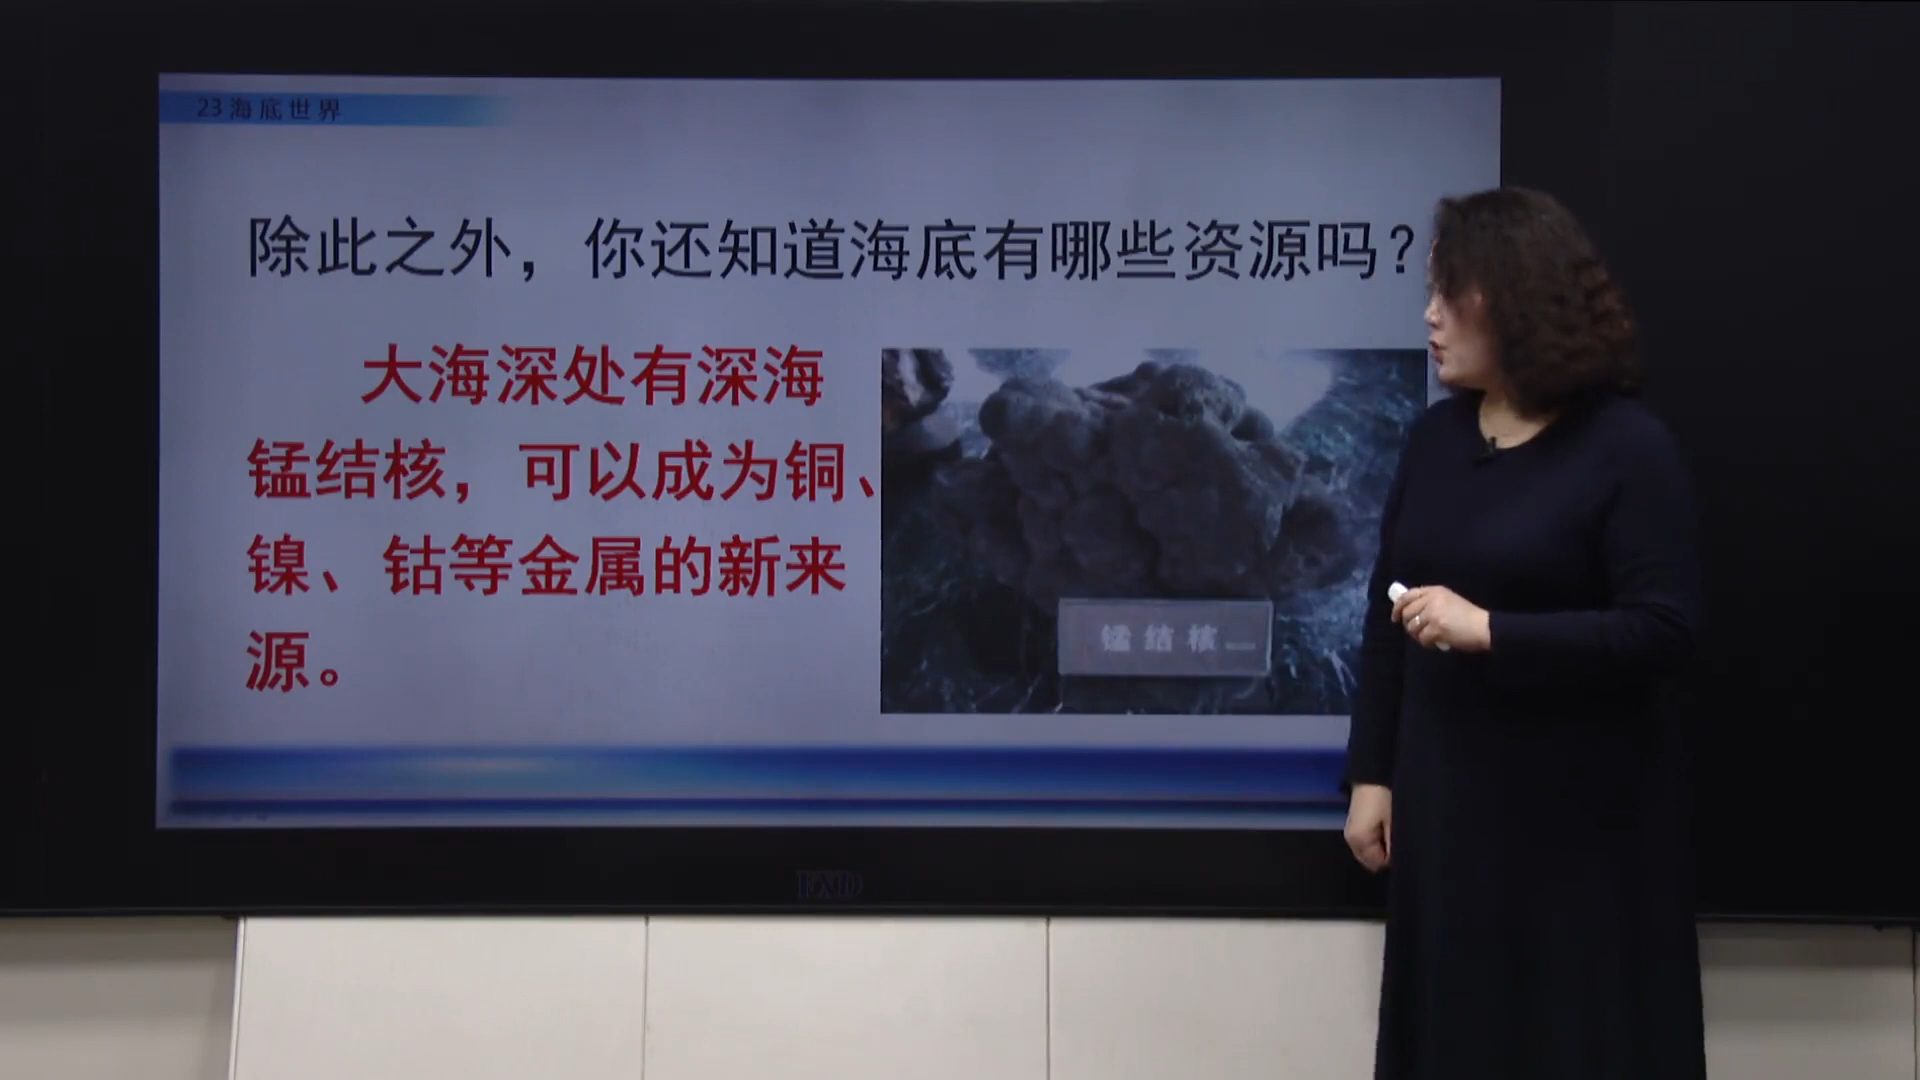 23海底世界
除此之外，你还知道海底有哪些资源吗？
大海深处有深海
锰结核，可以成为铜、
镍、钴等金属的新来
源。
锰结核